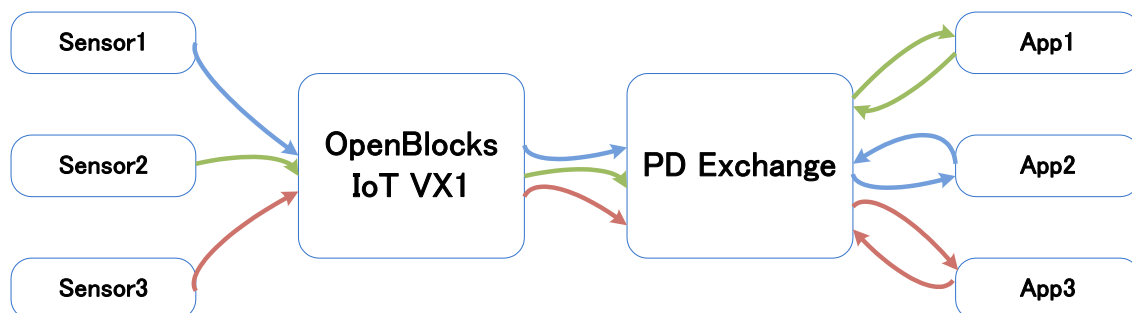 Sensor1
Sensor2
Sensor3
OpenBlocks
IoT VX1
PD Exchange
App1
App2
App3